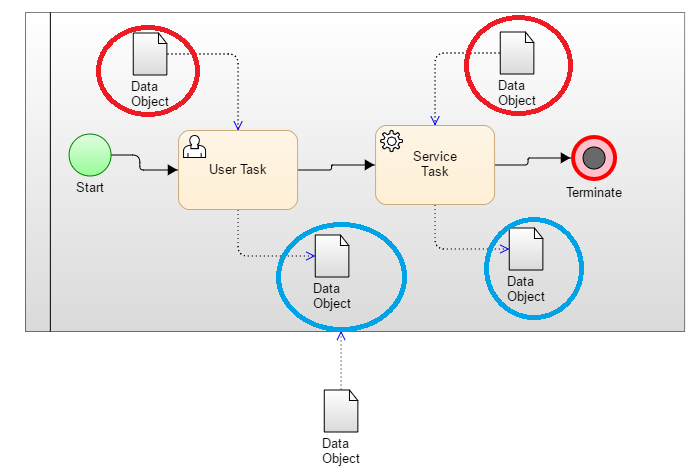 Data
Object
Data
Object
Start
User Task
Service
Task
Terminate
Data
Object
Data
Object
Data
Object